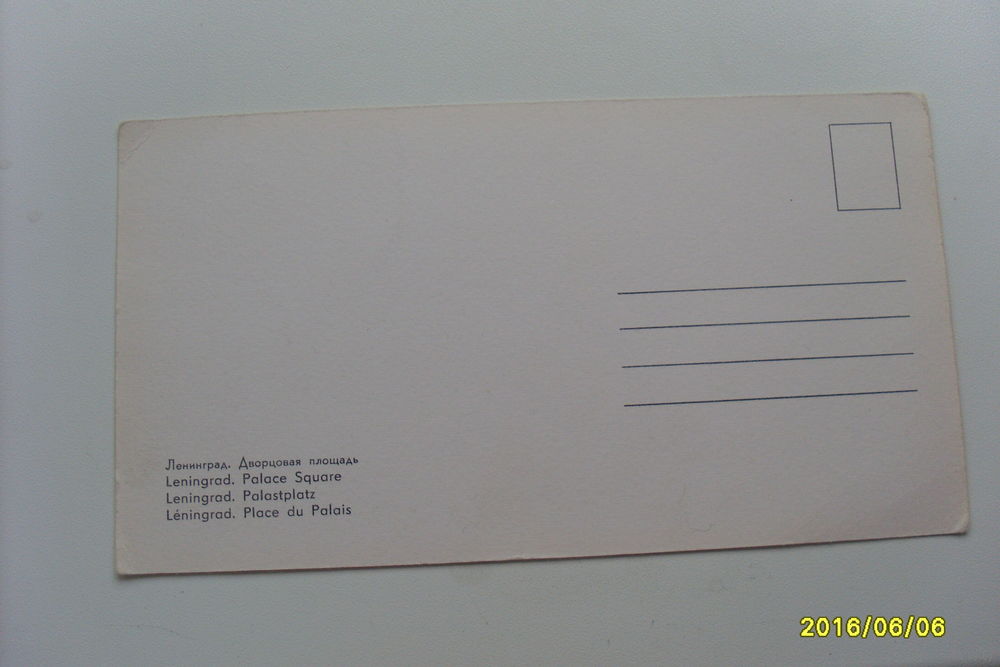 Ленинград. Дворцовая площадь
Leningrad. Palace Square
Leningrad. Palastplatz
Léningrad. Place du Palais
2016/06/06